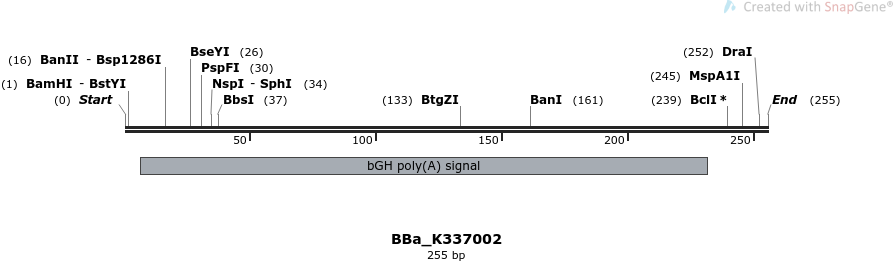 Created with SnapGene®
(16) BanII - Bsp1286I
BseYI (26)
(252) DraI
PspFI (30)
(245) MspA1I
(1) BamHI - BstYI
NspI - SphI (34)
(0) Start
BbsI (37)
(133) BtgZI
BanI (161)
(239) BclI *
End (255)
50
100
150
200
250
bGH poly(A) signal
BBa_K337002
255 bp